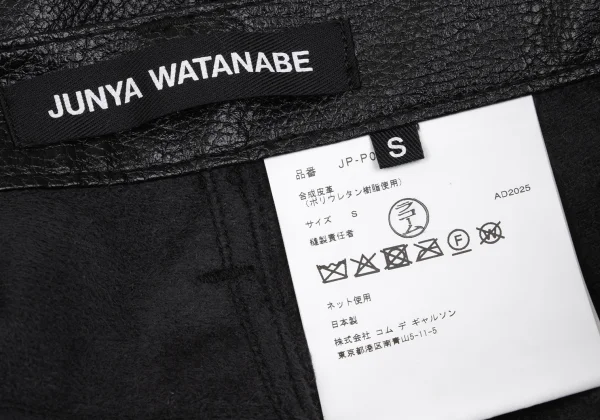 JUNYA WATANABE
S
品番 JP-P0
合成皮革
(ポリウレタン樹脂使用)
サイズ S
AD2025
縫製責任者
F
W
ネット使用
日本製
株式会社 コム デ ギャルソン
東京都港区南青山5-11-5